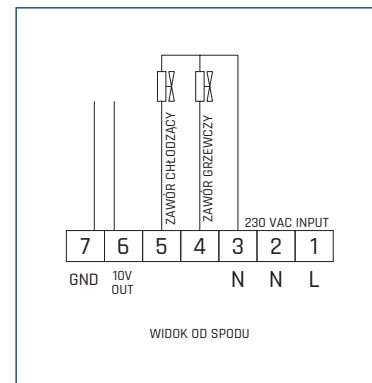 ZAWÓR CHŁODZĄCY
ZAWÓR GRZEWCZY
230 VAC INPUT
7 6 5 4 3 2 1
GND 10V OUT N N L
WIDOK OD SPODU